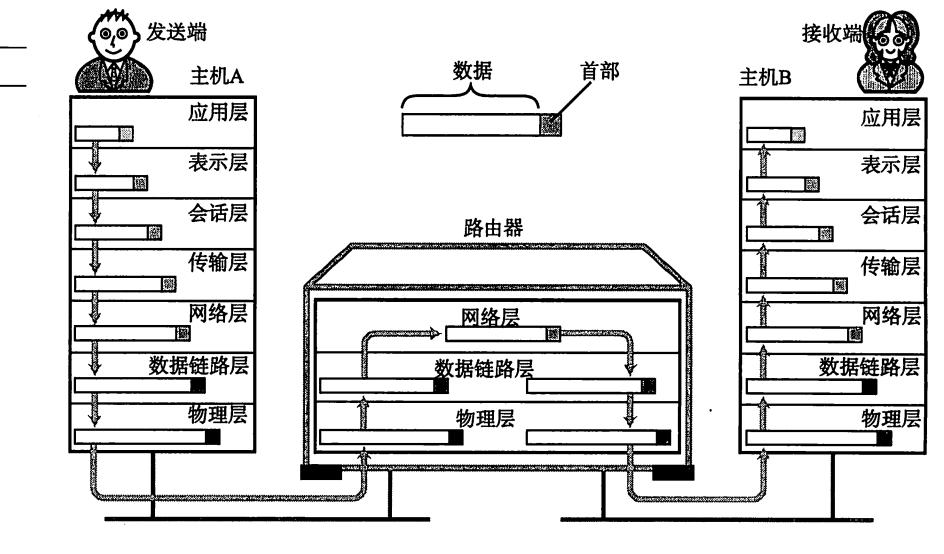 发送端
接收端
主机A
数据
首部
主机B
应用层
表示层
会话层
传输层
网络层
数据链路层
物理层
路由器
网络层
数据链路层
物理层
应用层
表示层
会话层
传输层
网络层
数据链路层
物理层